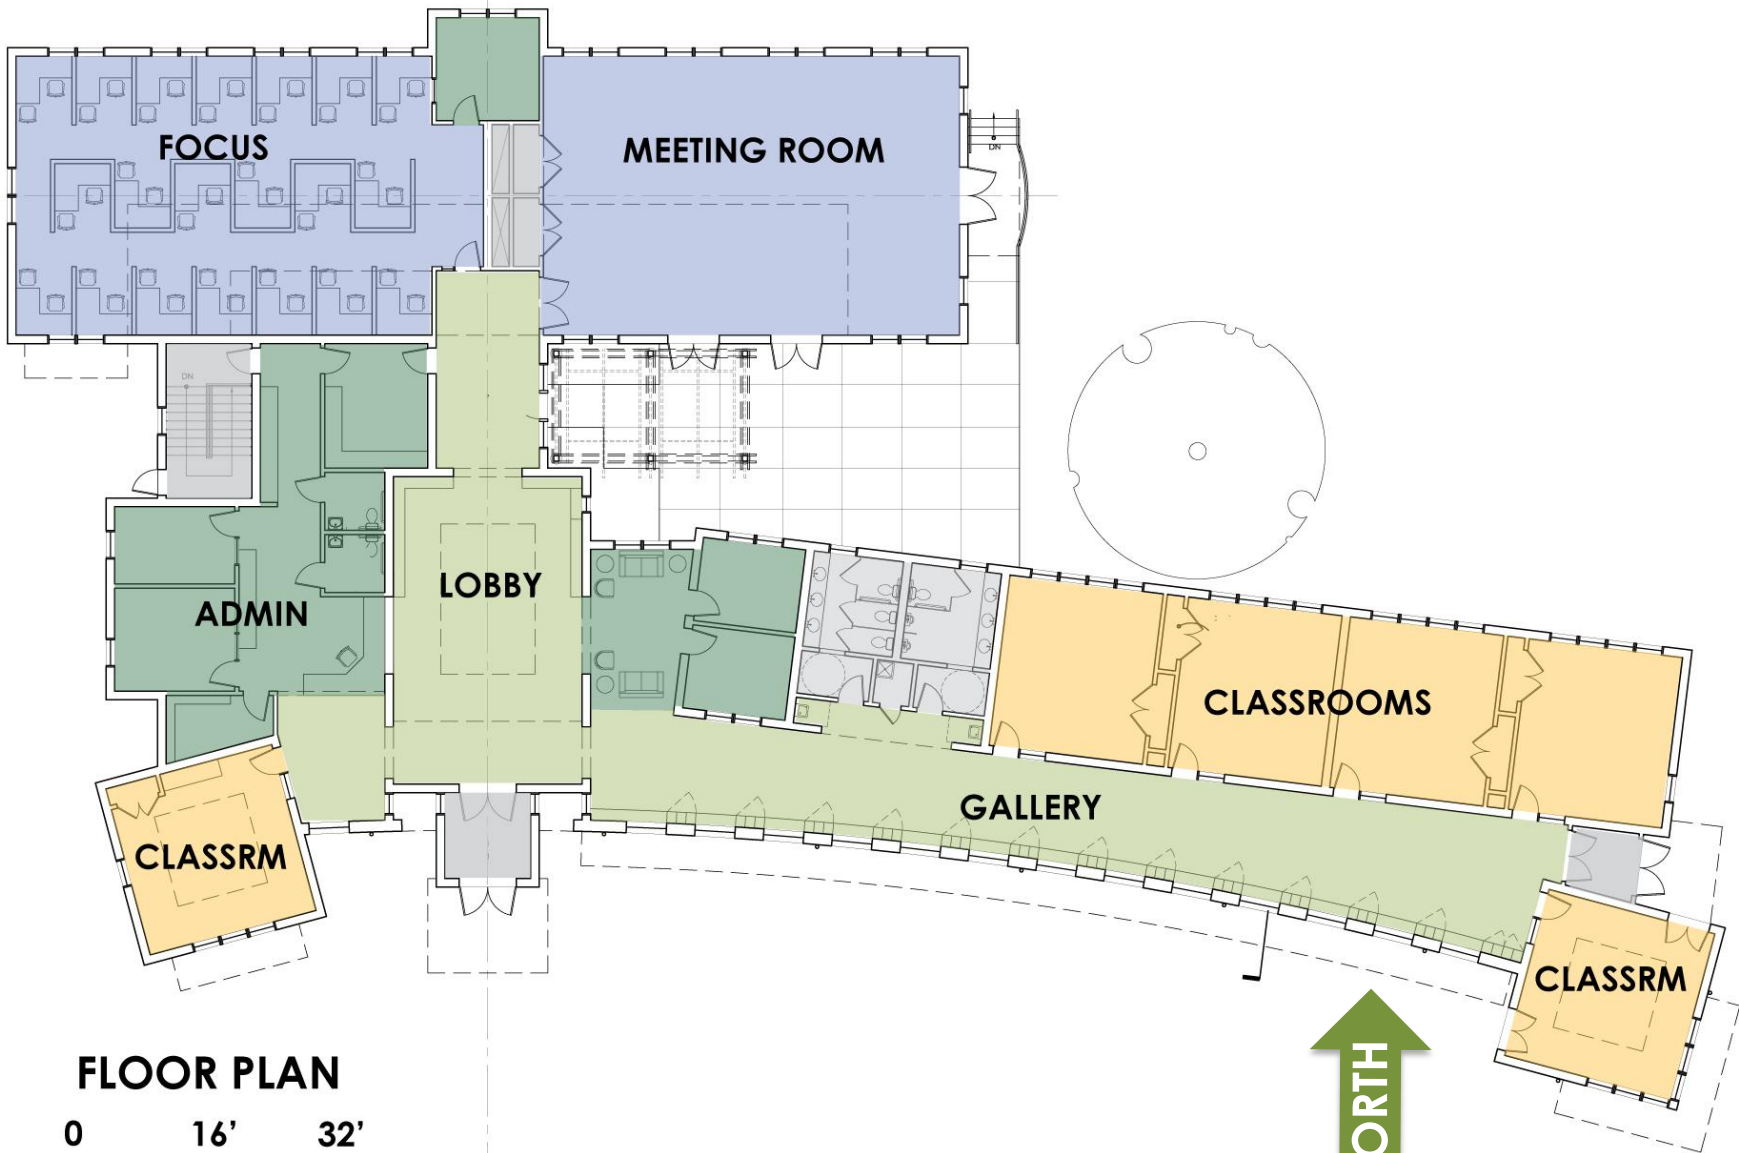 FOCUS
MEETING ROOM
DN
DN
LOBBY
ADMIN
CLASSROOMS
GALLERY
CLASSRM
CLASSRM
FLOOR PLAN
0 16’ 32’
ORTH